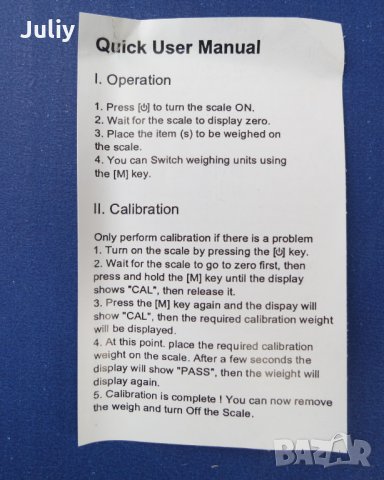 Juliy
Quick User Manual
I. Operation
1. Press [⏻] to turn the scale ON.
2. Wait for the scale to display zero.
3. Place the item (s) to be weighed on
the scale.
4. You can Switch weighing units using
the [M] key.
II. Calibration
Only perform calibration if there is a problem
1. Turn on the scale by pressing the [⏻] key.
2. Wait for the scale to go to zero first, then
press and hold the [M] key until the display
shows "CAL", then release it.
3. Press the [M] key again and the dispay will
show "CAL", then the required calibration weight
will be displayed.
4. At this point. place the required calibration
weight on the scale. After a few seconds the
display will show "PASS", then the wieight will
display again.
5. Calibration is complete ! You can now remove
the weigh and turn Off the Scale.
BAZAR